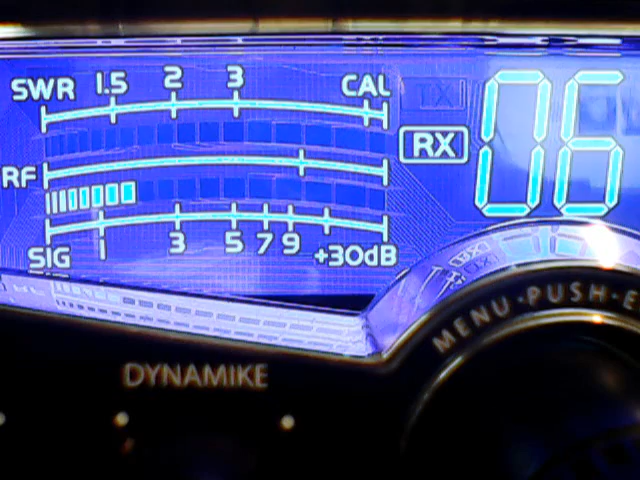 SWR 1.5 2 3 CAL
TX
RX
06
RF
SIG 1 3 5 7 9 +30dB
MENU·PUSH·E
DYNAMIKE